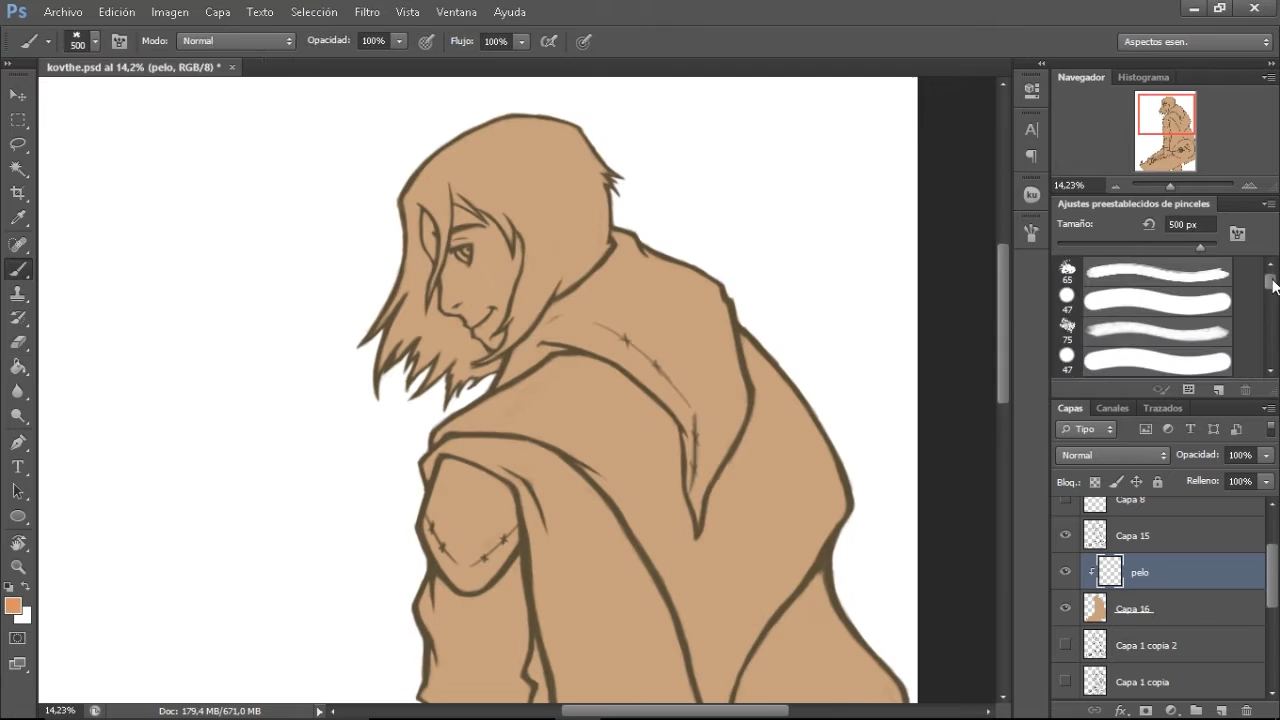 Ps Archivo Edición Imagen Capa Texto Selección Filtro Vista Ventana Ayuda
500 Modo: Normal Opacidad: 100% Flujo: 100% Aspectos esen.
kovthe.psd al 14,2% (pelo, RGB/8) * ×
Navegador Histograma
14,23%
Ajustes preestablecidos de pinceles
Tamaño: 500 px
65
47
75
47
Capas Canales Trazados
Tipo
Normal Opacidad: 100%
Bloq.: Relleno: 100%
Capa 8
Capa 15
pelo
Capa 16
Capa 1 copia 2
Capa 1 copia
ku
14,23% Doc: 179,4 MB/671,0 MB